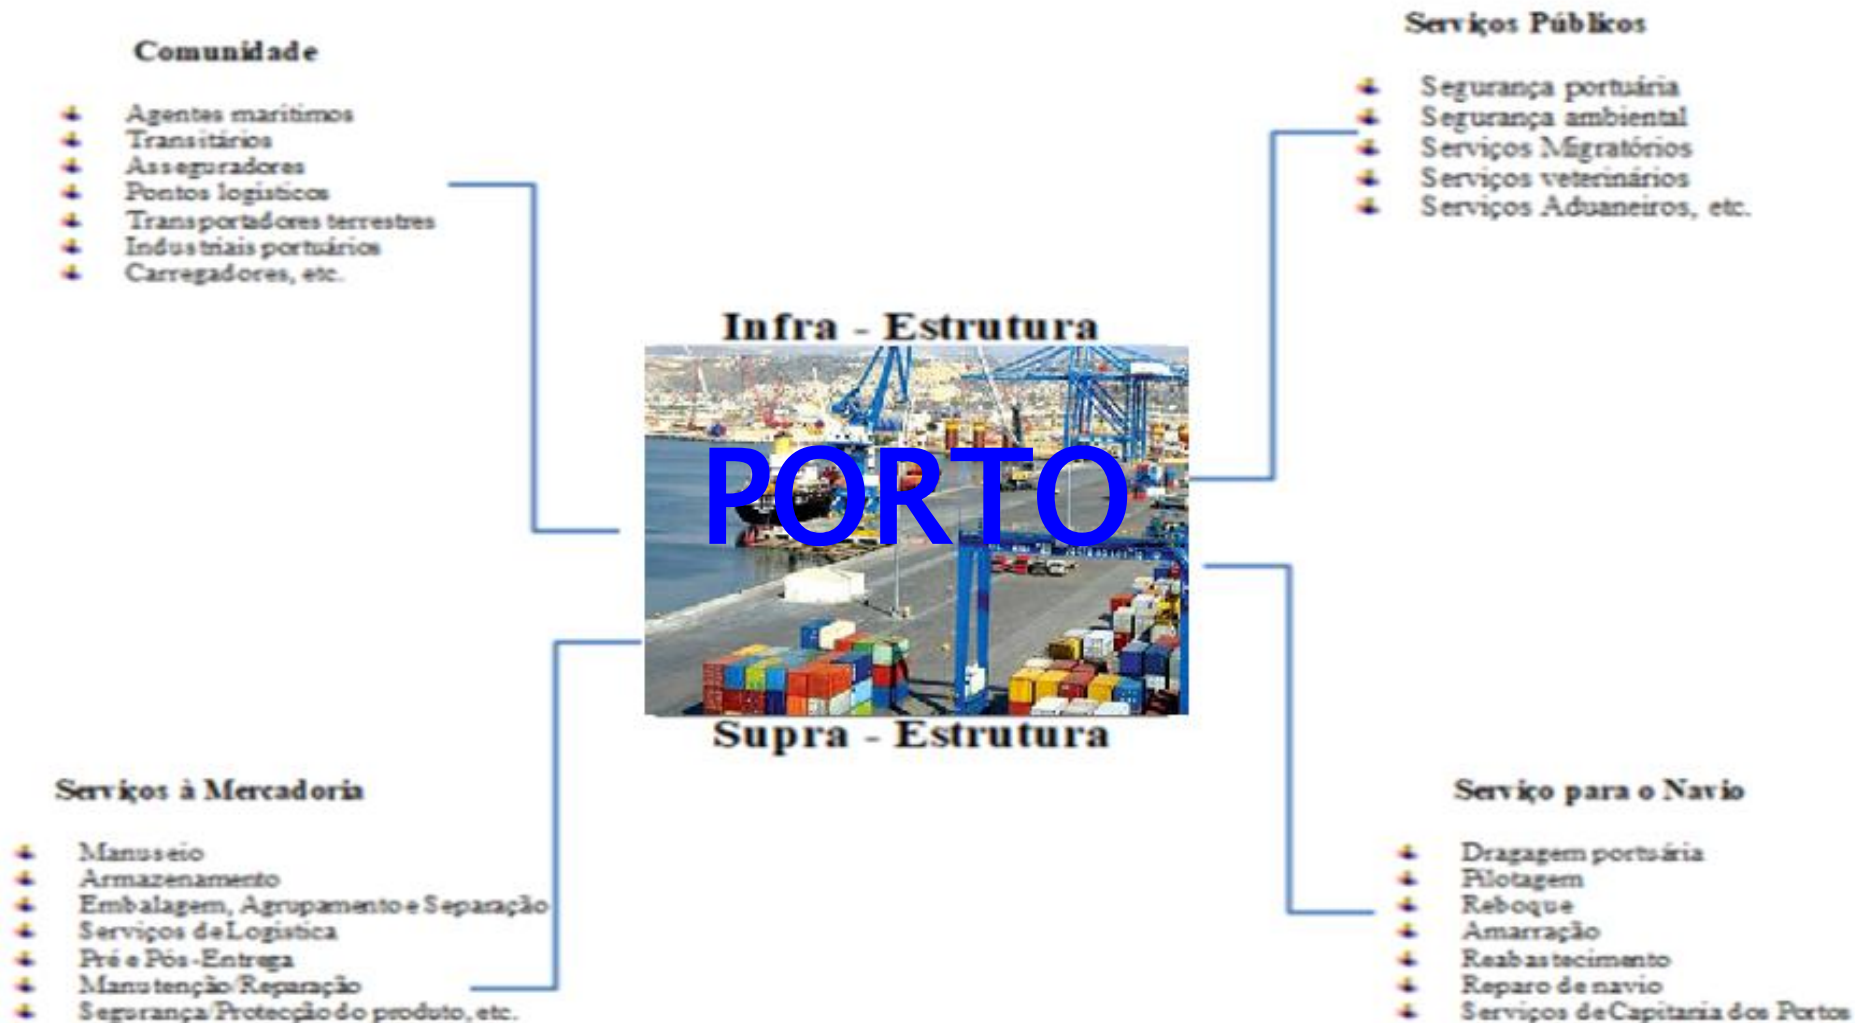 Comunidade
Agentes marítimos
Transitários
Asseguradores
Pontos logísticos
Transportadores terrestres
Industriais portuários
Carregadores, etc.
Serviços Públicos
Segurança portuária
Segurança ambiental
Serviços Migratórios
Serviços veterinários
Serviços Aduaneiros, etc.
Infra - Estrutura
PORTO
Supra - Estrutura
Serviços à Mercadoria
Manuseio
Armazenamento
Embalagem, Agrupamento e Separação
Serviços de Logística
Pré e Pós-Entrega
Manutenção/Reparação
Segurança/Protecção do produto, etc.
Serviço para o Navio
Dragagem portuária
Pilotagem
Reboque
Amarração
Reabastecimento
Reparo de navio
Serviços de Capitania dos Portos